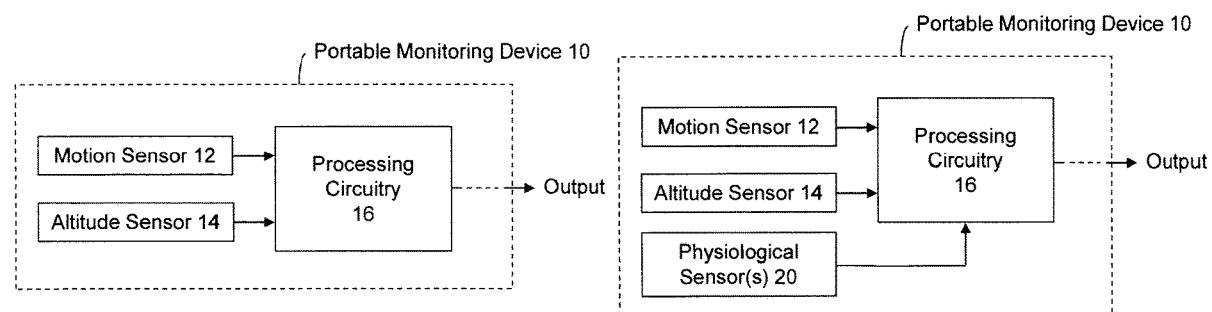 Portable Monitoring Device 10
Motion Sensor 12
Altitude Sensor 14
Processing
Circuitry
16
Output
Portable Monitoring Device 10
Motion Sensor 12
Altitude Sensor 14
Physiological
Sensor(s) 20
Processing
Circuitry
16
Output